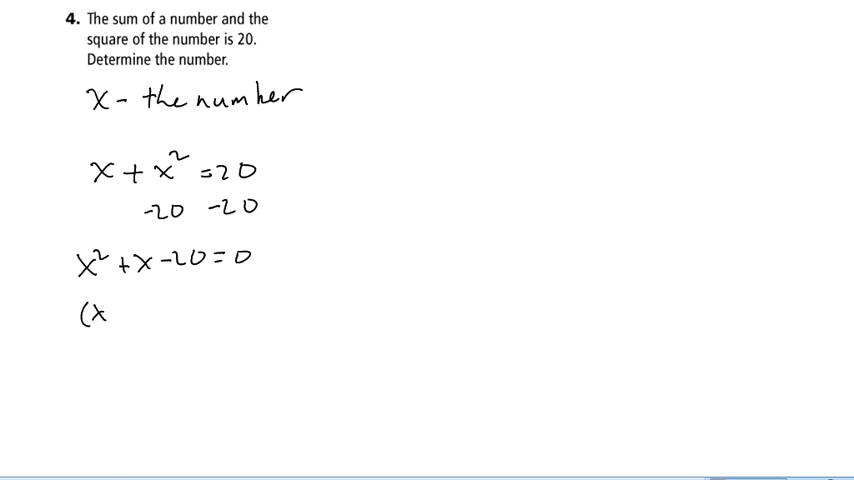 4. The sum of a number and the
square of the number is 20.
Determine the number.
x - the number
x + x² = 20
-20 -20
x² + x - 20 = 0
(x